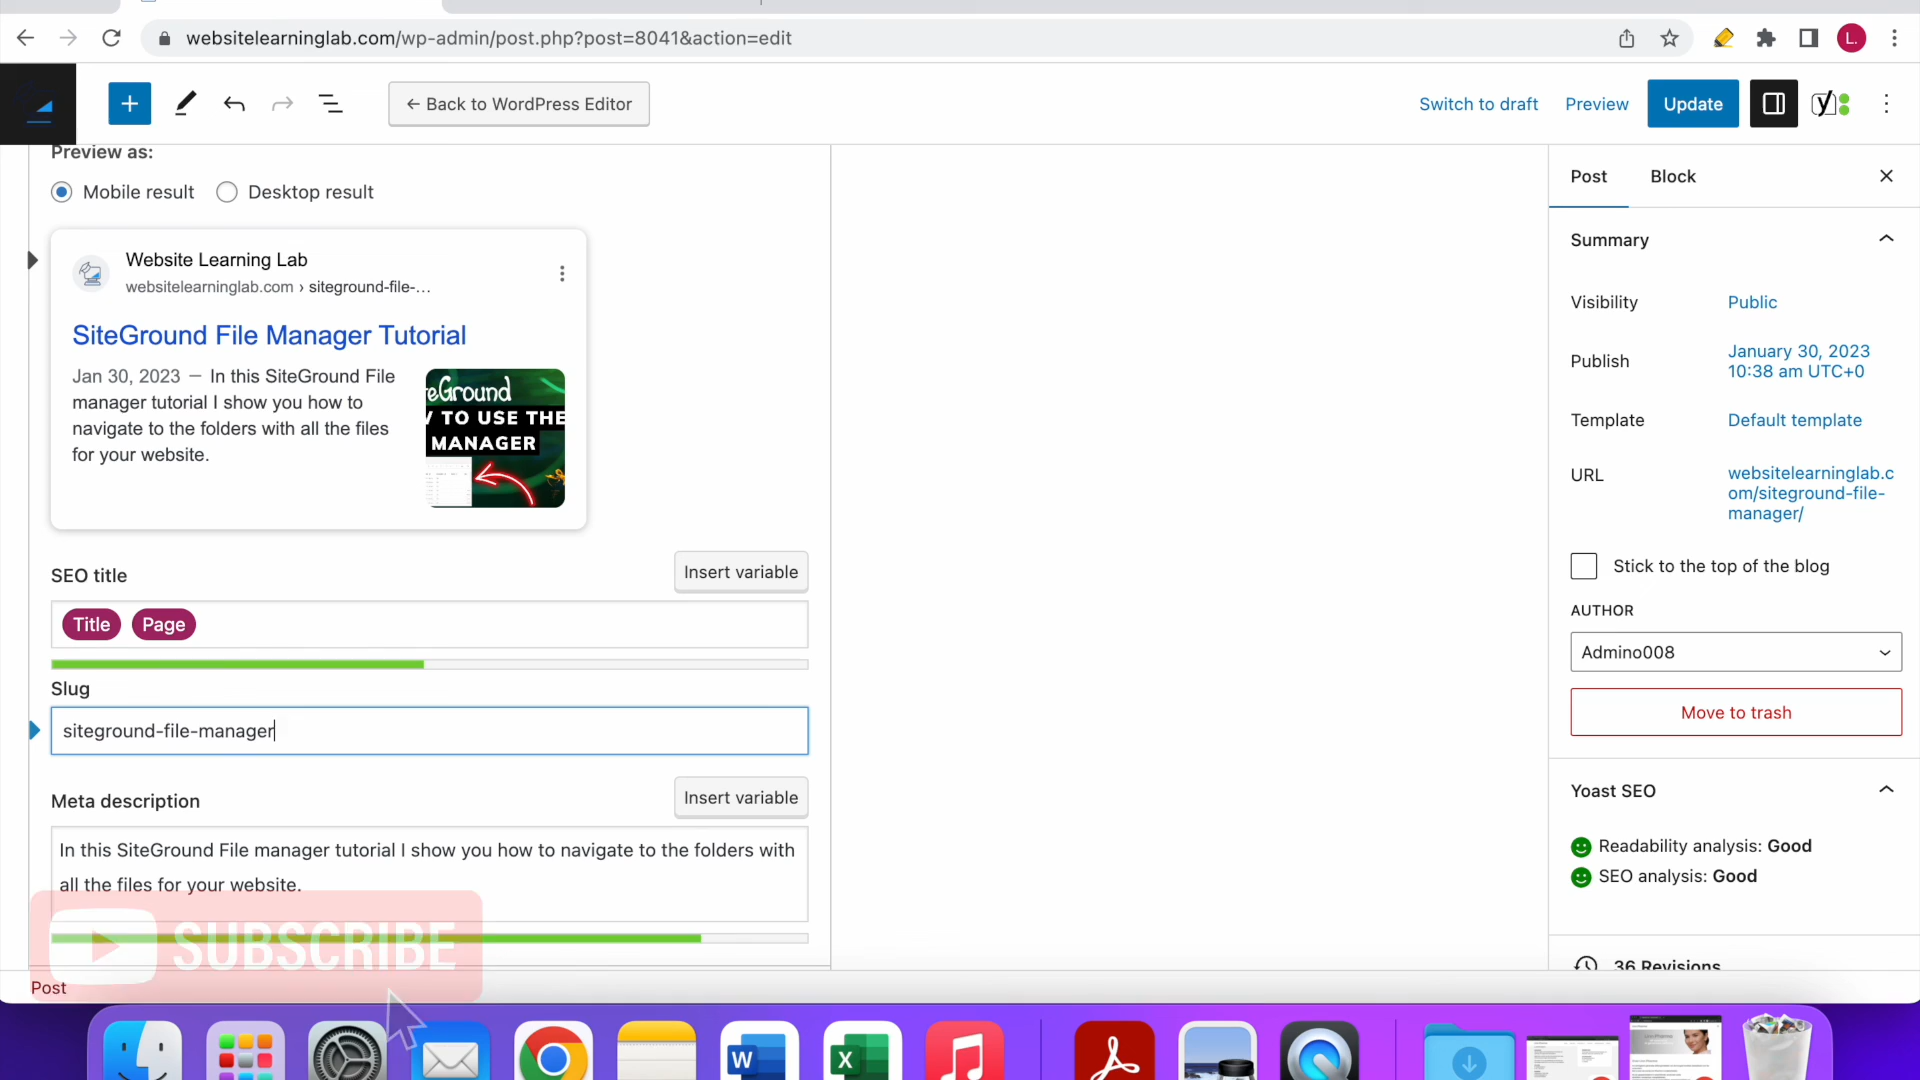 websitelearninglab.com/wp-admin/post.php?post=8041&action=edit
L.
← Back to WordPress Editor
Switch to draft
Preview
Update
Preview as:
Mobile result
Desktop result
Website Learning Lab
websitelearninglab.com › siteground-file-...
SiteGround File Manager Tutorial
Jan 30, 2023 — In this SiteGround File
manager tutorial I show you how to
navigate to the folders with all the files
for your website.
eGround
TO USE THE
MANAGER
SEO title
Insert variable
Title
Page
Slug
siteground-file-manager
Meta description
Insert variable
In this SiteGround File manager tutorial I show you how to navigate to the folders with
all the files for your website.
SUBSCRIBE
Post
Post
Block
Summary
Visibility
Public
Publish
January 30, 2023
10:38 am UTC+0
Template
Default template
URL
websitelearninglab.c
om/siteground-file-
manager/
Stick to the top of the blog
AUTHOR
Admino008
Move to trash
Yoast SEO
Readability analysis: Good
SEO analysis: Good
36 Revisions
W
X